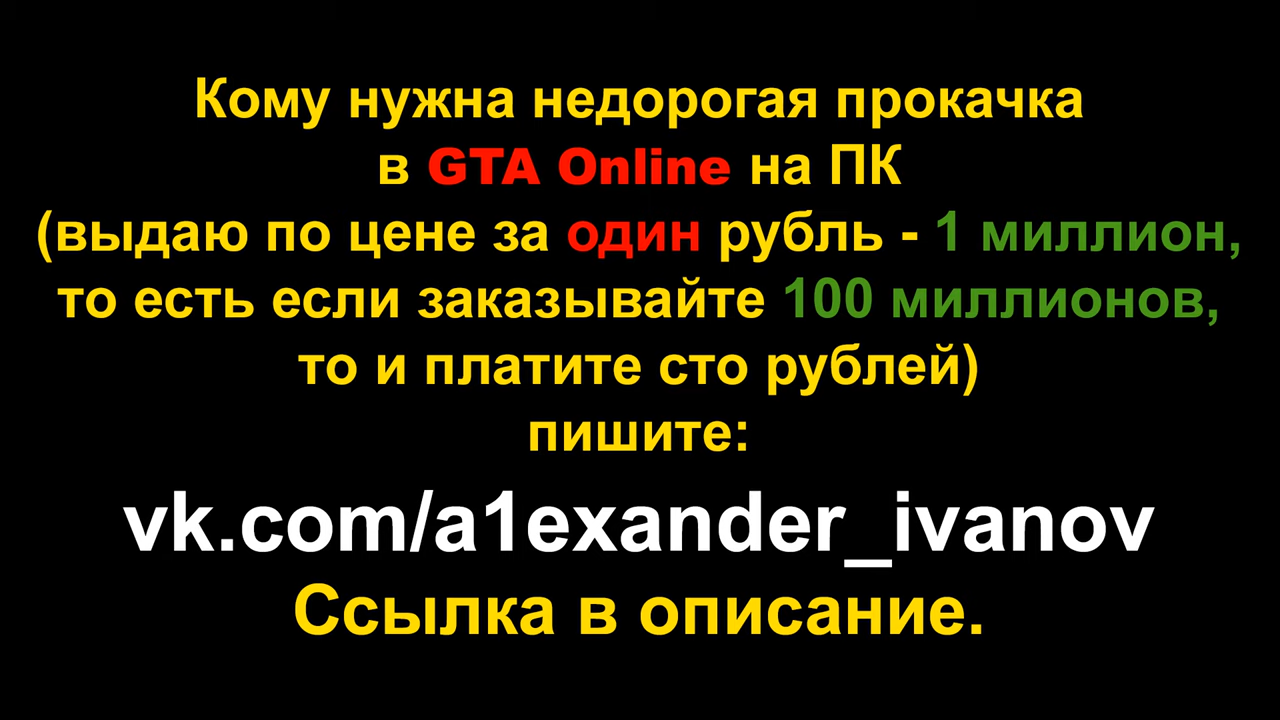 Кому нужна недорогая прокачка
в GTA Online на ПК
(выдаю по цене за один рубль - 1 миллион,
то есть если заказывайте 100 миллионов,
то и платите сто рублей)
пишите:
vk.com/a1exander_ivanov
Ссылка в описание.